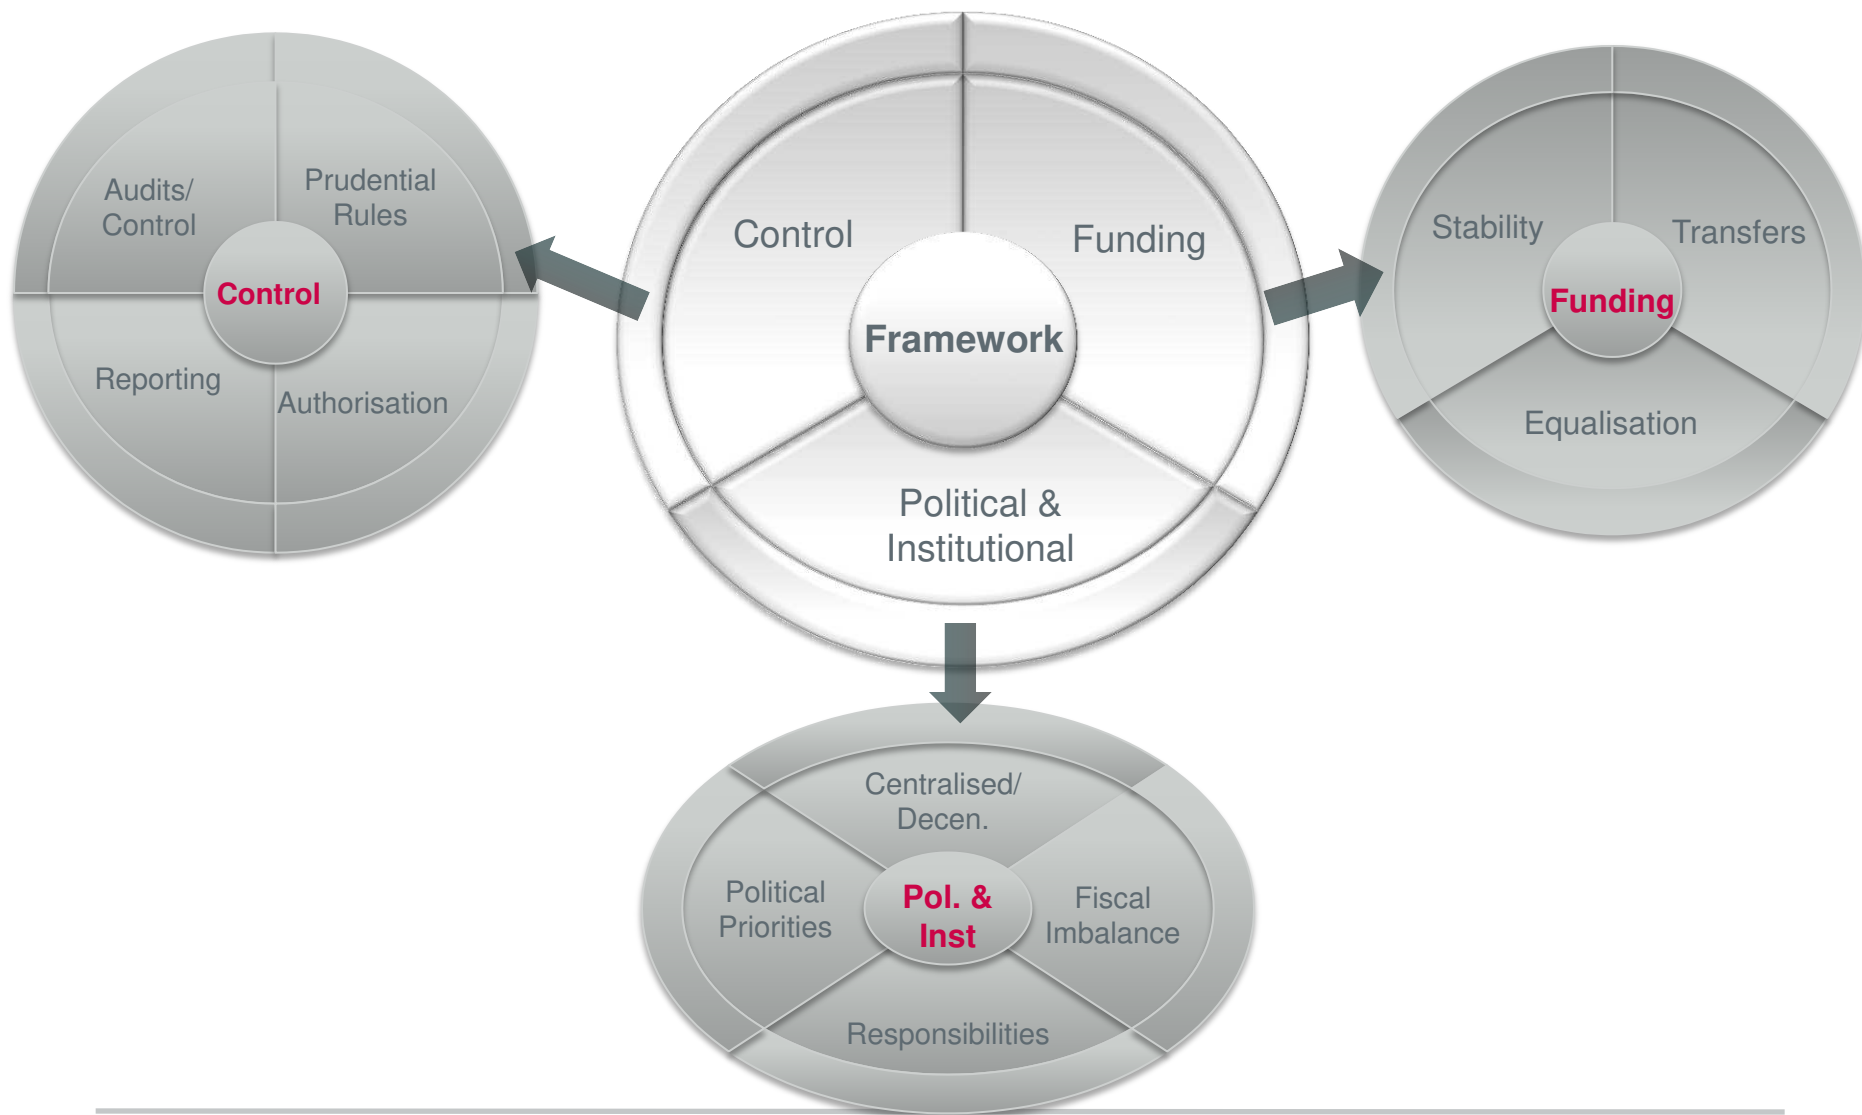 Audits/
Control
Prudential
Rules
Control
Reporting
Authorisation
Control
Funding
Framework
Political &
Institutional
Stability
Transfers
Funding
Equalisation
Centralised/
Decen.
Political
Priorities
Pol. &
Inst
Fiscal
Imbalance
Responsibilities